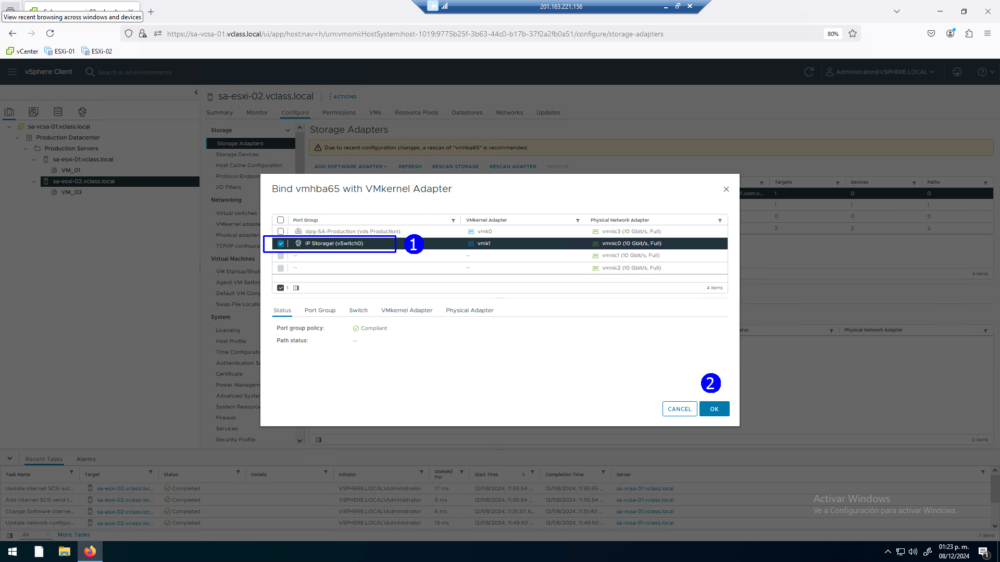 201.163.221.156
View recent browsing across windows and devices
https://sa-vcsa-01.vclass.local/ui/app/host;nav=h/urn:vmomi:HostSystem:host-1019:9775b25f-3b63-44c0-b17b-37f2a2fb0a51/configure/storage-adapters
80%
vCenter ESXi-01 ESXi-02
vSphere Client Search in all environments Administrator@VSPHERE.LOCAL
sa-esxi-02.vclass.local ACTIONS
Summary Monitor Configure Permissions VMs Resource Pools Datastores Networks Updates
sa-vcsa-01.vclass.local
Production Datacenter
Production Servers
sa-esxi-01.vclass.local
VM_01
sa-esxi-02.vclass.local
VM_03
Storage
Storage Adapters
Storage Devices
Host Cache Configuration
Protocol Endpoin
I/O Filters
Networking
Virtual switches
VMkernel adapte
Physical adapters
TCP/IP configura
Virtual Machines
VM Startup/Shut
Agent VM Setting
Default VM Comp
Swap File Locatio
System
Licensing
Host Profile
Time Configuratio
Authentication Se
Certificate
Power Managem
Advanced System
System Resource
Firewall
Services
Security Profile
Storage Adapters
Due to recent configuration changes, a rescan of "vmhba65" is recommended.
ADD SOFTWARE ADAPTER REFRESH RESCAN STORAGE RESCAN ADAPTER REMOVE
Targets Devices Paths
1.com.v... 1 0 0
1 1 1
0 0 0
2 2 2
4 items
atus Physical Network Adapter
0 items
Bind vmhba65 with VMkernel Adapter
Port Group VMkernel Adapter Physical Network Adapter
dpg-SA-Production (vds Production) vmk0 vmnic3 (10 Gbit/s, Full)
IP Storagel (vSwitch0) vmk1 vmnic0 (10 Gbit/s, Full)
1
-- -- vmnic1 (10 Gbit/s, Full)
-- -- vmnic2 (10 Gbit/s, Full)
1 4 items
Status Port Group Switch VMkernel Adapter Physical Adapter
Port group policy: Compliant
Path status: --
2
CANCEL OK
Recent Tasks Alarms
Task Name Target Status Details Initiator Queued For Start Time Completion Time Server
Update Internet SCSI aut... sa-esxi-02.vclass.loc... Completed VSPHERE.LOCAL\Administrator 17 ms 12/08/2024, 11:55:54 ... 12/08/2024, 11:55:55 ... sa-vcsa-01.vclass.local
Add Internet SCSI send t... sa-esxi-02.vclass.loc... Completed VSPHERE.LOCAL\Administrator 9 ms 12/08/2024, 11:55:54 ... 12/08/2024, 11:55:54 ... sa-vcsa-01.vclass.local
Change Software Interne... sa-esxi-02.vclass.loc... Completed VSPHERE.LOCAL\Administrator 6 ms 12/08/2024, 11:51:37 A... 12/08/2024, 11:51:40 ... sa-vcsa-01.vclass.local
Update network configur... sa-esxi-02.vclass.loc... Completed VSPHERE.LOCAL\Administrator 13 ms 12/08/2024, 11:49:50 ... 12/08/2024, 11:49:50 ... sa-vcsa-01.vclass.local
All More Tasks 7 items
Activar Windows
Ve a Configuración para activar Windows.
01:23 p. m.
08/12/2024
1